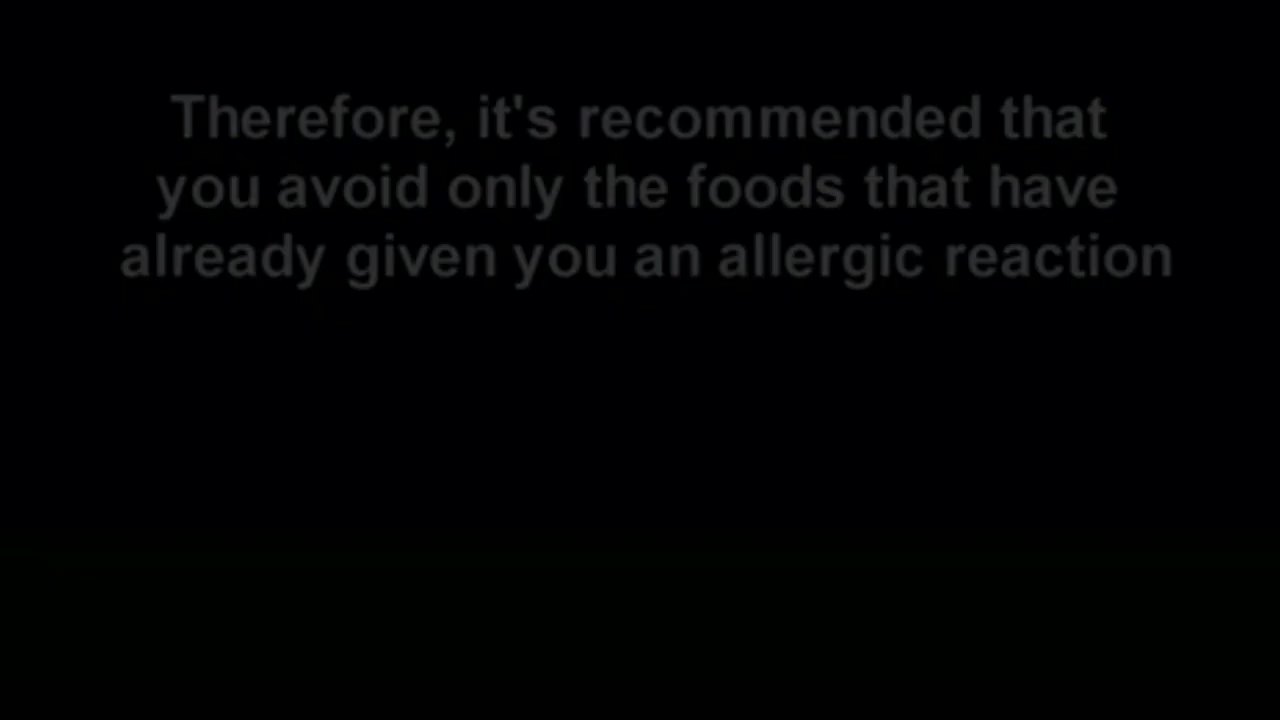 Therefore, it's recommended that
you avoid only the foods that have
already given you an allergic reaction